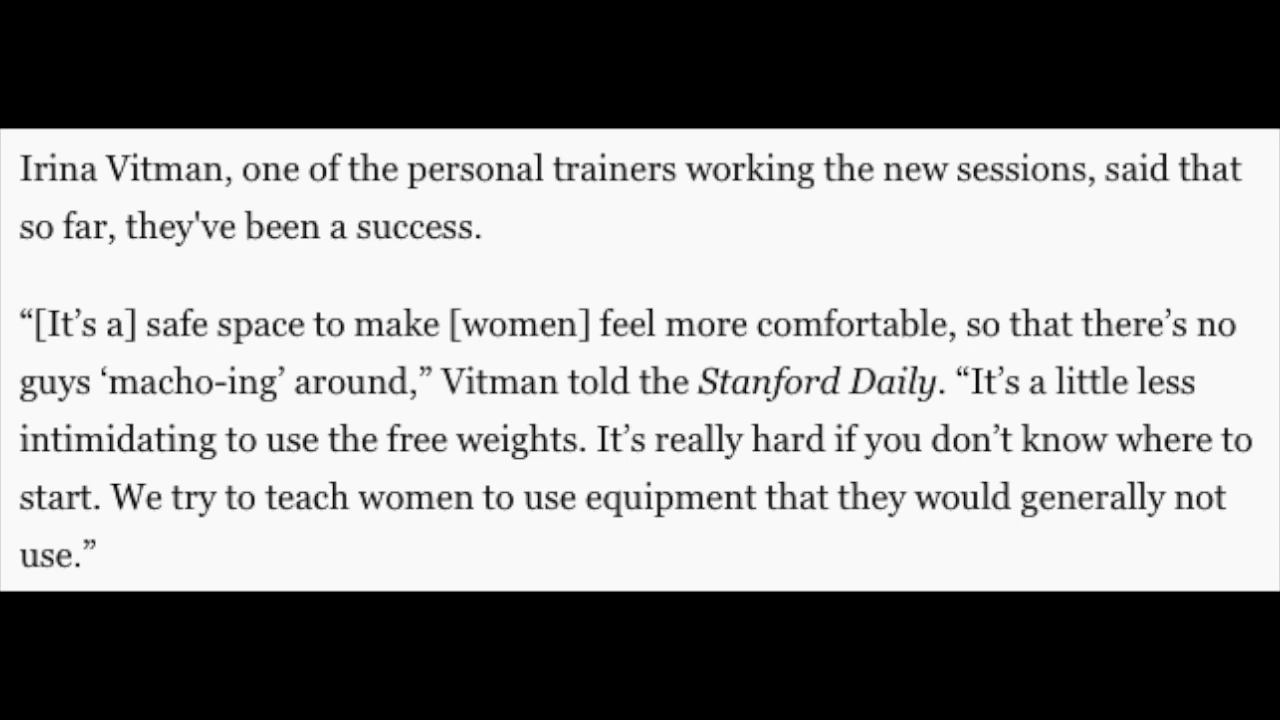 Irina Vitman, one of the personal trainers working the new sessions, said that
so far, they've been a success.
“[It’s a] safe space to make [women] feel more comfortable, so that there’s no
guys ‘macho-ing’ around,” Vitman told the Stanford Daily. “It’s a little less
intimidating to use the free weights. It’s really hard if you don’t know where to
start. We try to teach women to use equipment that they would generally not
use.”